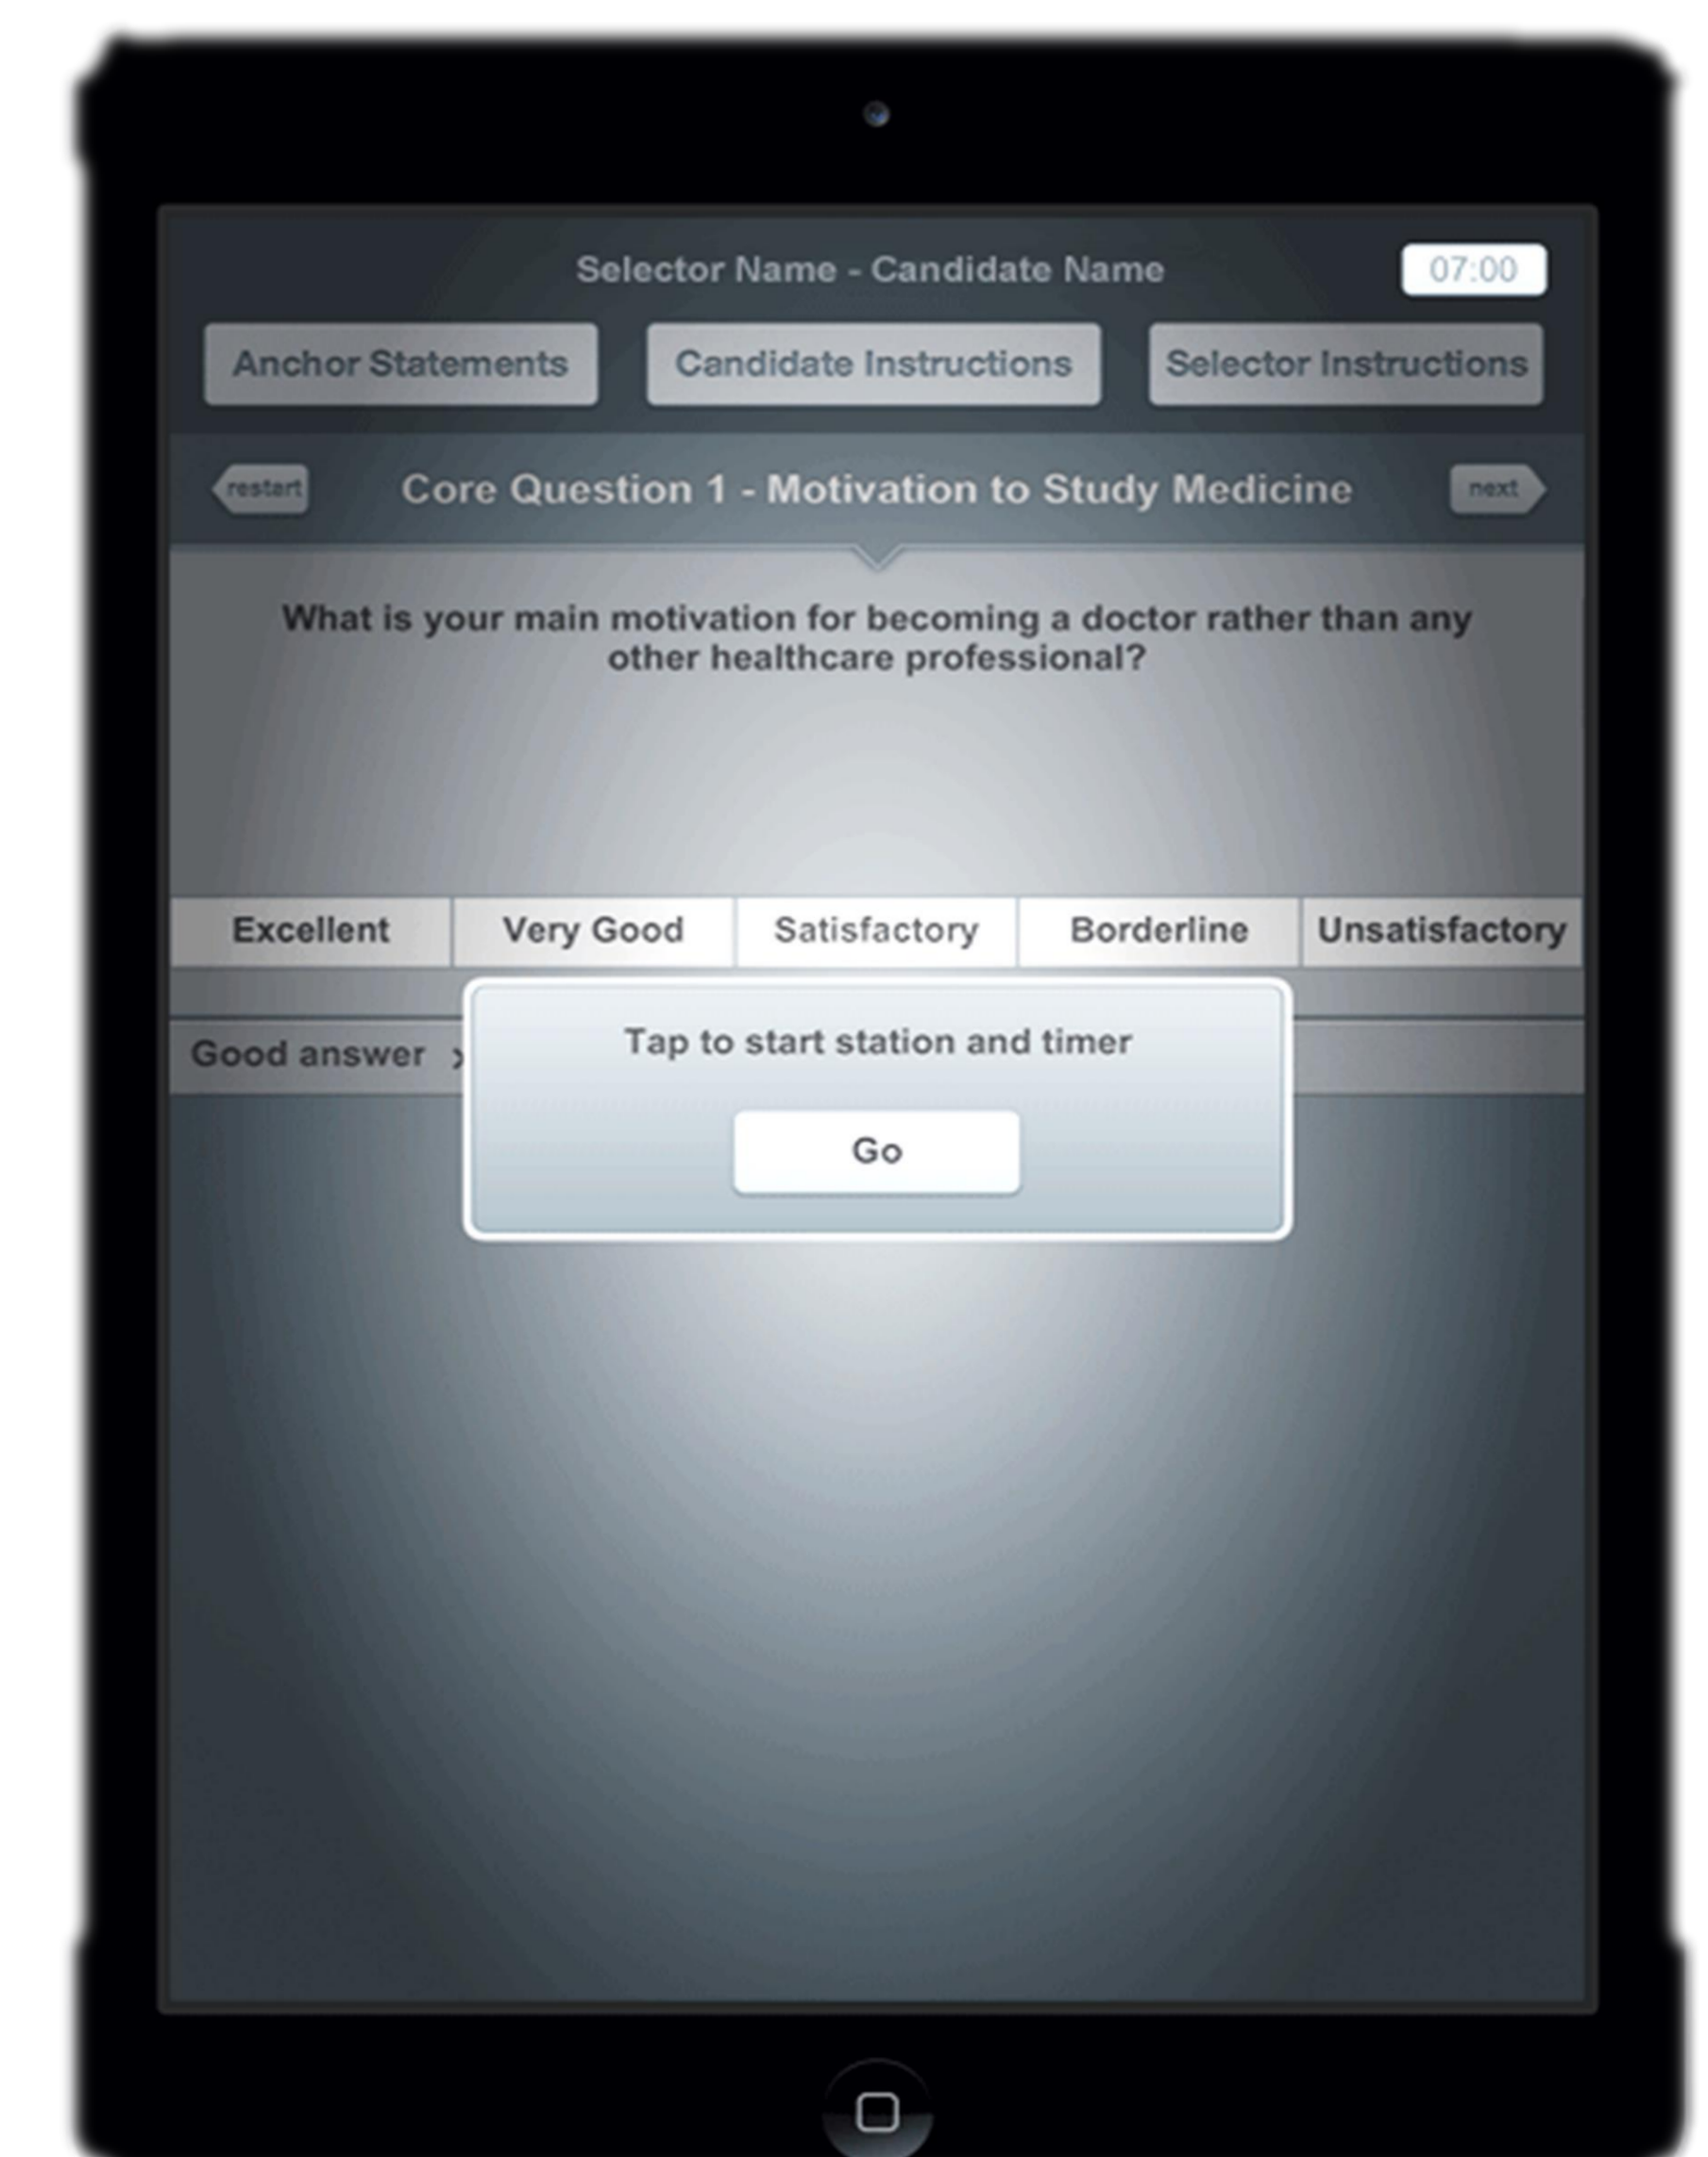 Selector Name - Candidate Name
07:00
Anchor Statements
Candidate Instructions
Selector Instructions
restart
Core Question 1 - Motivation to Study Medicine
next
What is your main motivation for becoming a doctor rather than any
other healthcare professional?
Excellent
Very Good
Satisfactory
Borderline
Unsatisfactory
Good answer
Tap to start station and timer
Go